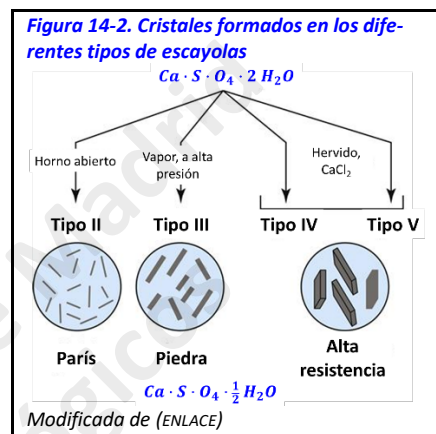 Figura 14-2. Cristales formados en los dife-
rentes tipos de escayolas
Ca · S · O₄ · 2 H₂O
Horno abierto
Vapor, a alta
presión
Hervido,
CaCl₂
Tipo II
Tipo III
Tipo IV
Tipo V
París
Piedra
Alta
resistencia
Ca · S · O₄ · ½ H₂O
Modificada de (ENLACE)